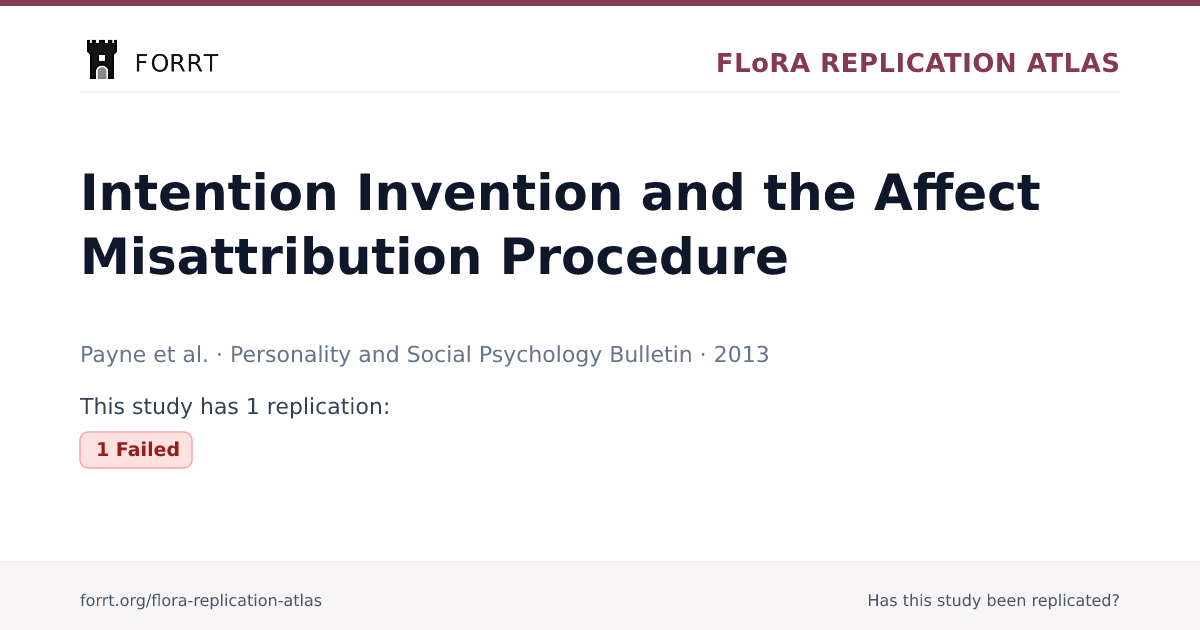 FORRT
FLoRA REPLICATION ATLAS
Intention Invention and the Affect
Misattribution Procedure
Payne et al. · Personality and Social Psychology Bulletin · 2013
This study has 1 replication:
1 Failed
forrt.org/flora-replication-atlas
Has this study been replicated?